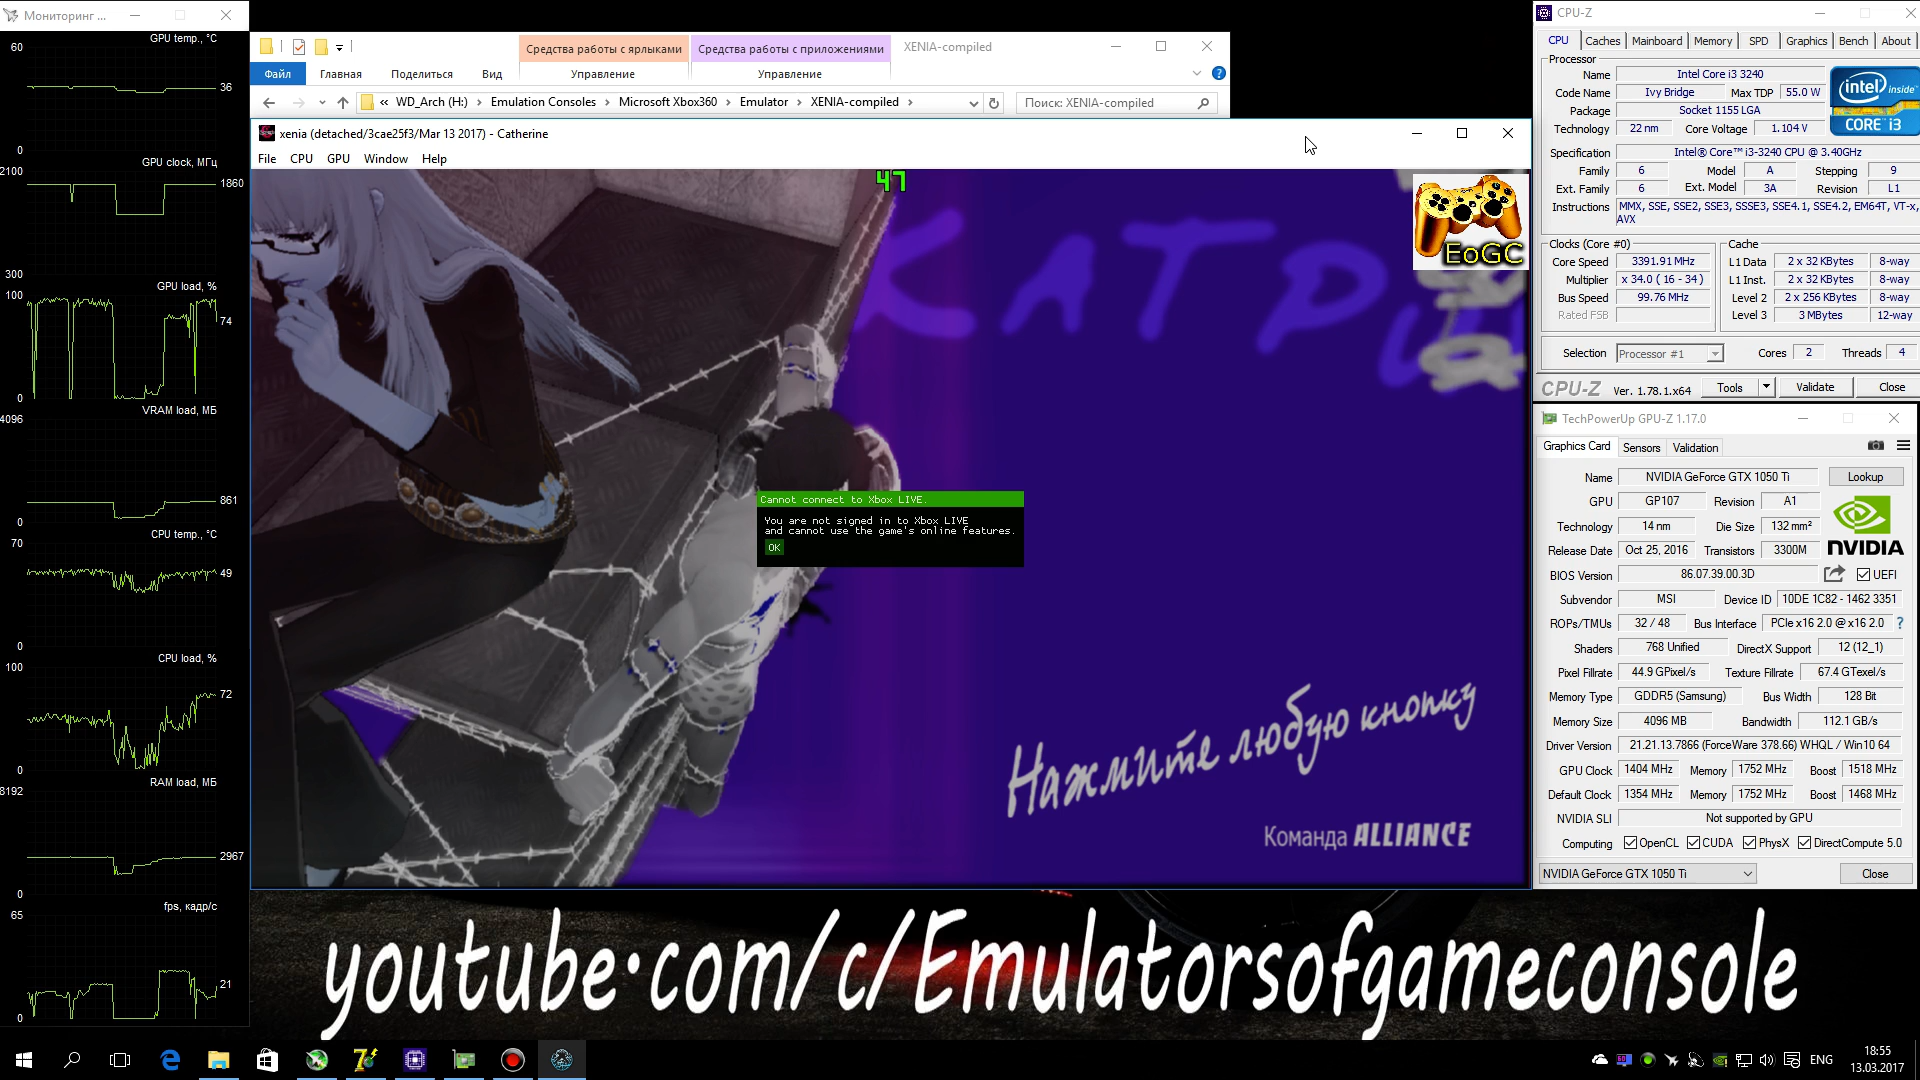 Мониторинг ...
GPU temp., °C
60
36
0
GPU clock, МГц
2100
1860
300
GPU load, %
100
74
0
VRAM load, МБ
4096
861
0
CPU temp., °C
70
49
0
CPU load, %
100
72
0
RAM load, МБ
8192
2967
0
fps, кадр/с
65
21
0
Средства работы с ярлыками
Средства работы с приложениями
XENIA-compiled
Файл
Главная
Поделиться
Вид
Управление
Управление
« WD_Arch (H:) > Emulation Consoles > Microsoft Xbox360 > Emulator > XENIA-compiled >
Поиск: XENIA-compiled
xenia (detached/3cae25f3/Mar 13 2017) - Catherine
File CPU GPU Window Help
47
EoGC
КАТРИ
Cannot connect to Xbox LIVE.
You are not signed in to Xbox LIVE
and cannot use the game's online features.
OK
Нажмите любую кнопку
Команда ALLIANCE
CPU-Z
CPU Caches Mainboard Memory SPD Graphics Bench About
Processor
Name Intel Core i3 3240
Code Name Ivy Bridge Max TDP 55.0 W
Package Socket 1155 LGA
Technology 22 nm Core Voltage 1.104 V
intel inside™
CORE i3
Specification Intel® Core™ i3-3240 CPU @ 3.40GHz
Family 6 Model A Stepping 9
Ext. Family 6 Ext. Model 3A Revision L1
Instructions MMX, SSE, SSE2, SSE3, SSSE3, SSE4.1, SSE4.2, EM64T, VT-x,
AVX
Clocks (Core #0)
Core Speed 3391.91 MHz
Multiplier x 34.0 ( 16 - 34 )
Bus Speed 99.76 MHz
Rated FSB
Cache
L1 Data 2 x 32 KBytes 8-way
L1 Inst. 2 x 32 KBytes 8-way
Level 2 2 x 256 KBytes 8-way
Level 3 3 MBytes 12-way
Selection Processor #1 Cores 2 Threads 4
CPU-Z Ver. 1.78.1.x64 Tools Validate Close
TechPowerUp GPU-Z 1.17.0
Graphics Card Sensors Validation
Name NVIDIA GeForce GTX 1050 Ti Lookup
GPU GP107 Revision A1
Technology 14 nm Die Size 132 mm²
Release Date Oct 25, 2016 Transistors 3300M
NVIDIA
BIOS Version 86.07.39.00.3D UEFI
Subvendor MSI Device ID 10DE 1C82 - 1462 3351
ROPs/TMUs 32 / 48 Bus Interface PCIe x16 2.0 @ x16 2.0 ?
Shaders 768 Unified DirectX Support 12 (12_1)
Pixel Fillrate 44.9 GPixel/s Texture Fillrate 67.4 GTexel/s
Memory Type GDDR5 (Samsung) Bus Width 128 Bit
Memory Size 4096 MB Bandwidth 112.1 GB/s
Driver Version 21.21.13.7866 (ForceWare 378.66) WHQL / Win10 64
GPU Clock 1404 MHz Memory 1752 MHz Boost 1518 MHz
Default Clock 1354 MHz Memory 1752 MHz Boost 1468 MHz
NVIDIA SLI Not supported by GPU
Computing OpenCL CUDA PhysX DirectCompute 5.0
NVIDIA GeForce GTX 1050 Ti Close
youtube.com/c/Emulatorsofgameconsole
ENG
18:55
13.03.2017